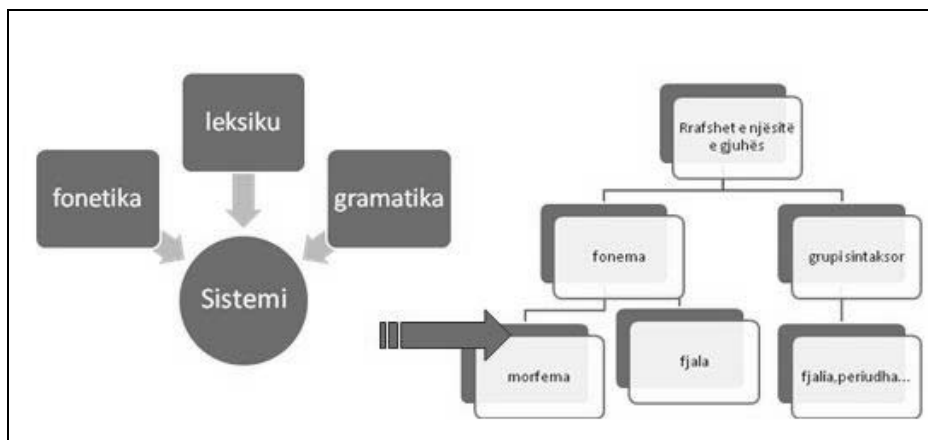 leksiku
fonetika
gramatika
Sistemi
Rrafshet e njësitë
e gjuhës
fonema
grupi sintaksor
morfema
fjala
fjalia,periudha...